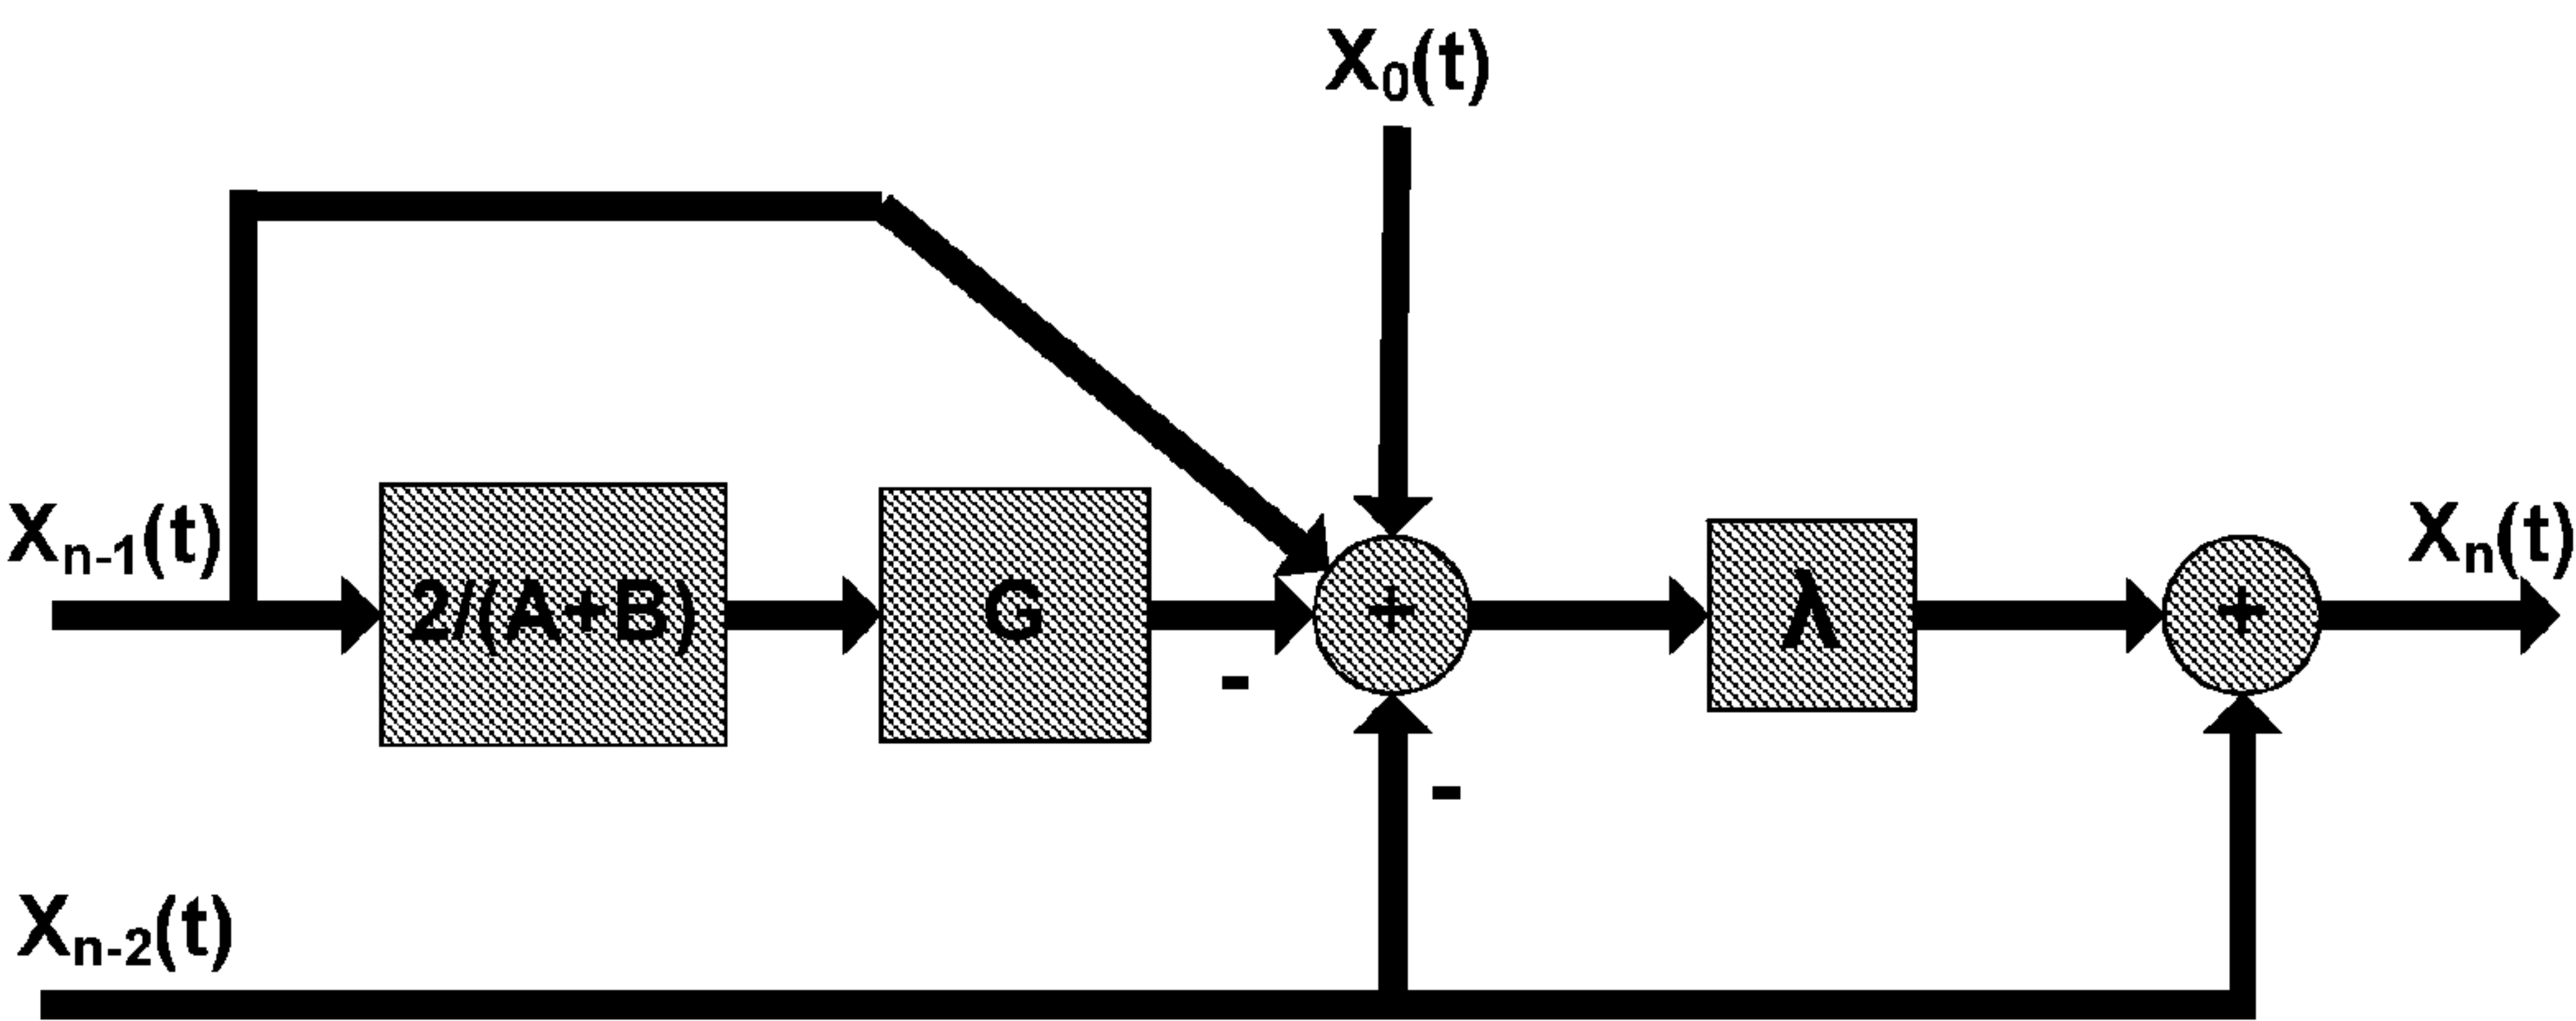 X₀(t)
Xₙ₋₁(t)
2/(A+B)
G
+
λ
+
Xₙ(t)
-
-
Xₙ₋₂(t)